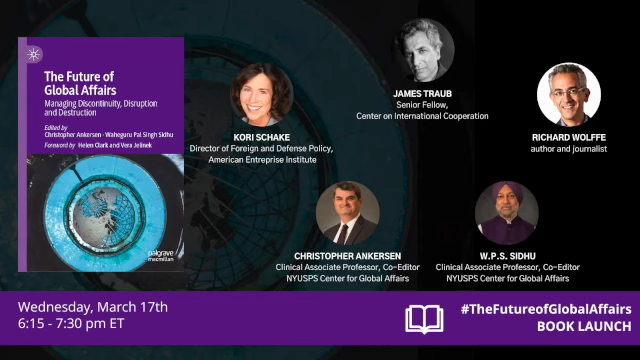 The Future of
Global Affairs
Managing Discontinuity, Disruption
and Destruction
Edited by
Christopher Ankersen · Waheguru Pal Singh Sidhu
Foreword by Helen Clark and Vera Jelinek
palgrave
macmillan
JAMES TRAUB
Senior Fellow,
Center on International Cooperation
KORI SCHAKE
Director of Foreign and Defense Policy,
American Entreprise Institute
RICHARD WOLFFE
author and journalist
CHRISTOPHER ANKERSEN
Clinical Associate Professor, Co-Editor
NYUSPS Center for Global Affairs
W.P.S. SIDHU
Clinical Associate Professor, Co-Editor
NYUSPS Center for Global Affairs
Wednesday, March 17th
6:15 - 7:30 pm ET
#TheFutureofGlobalAffairs
BOOK LAUNCH